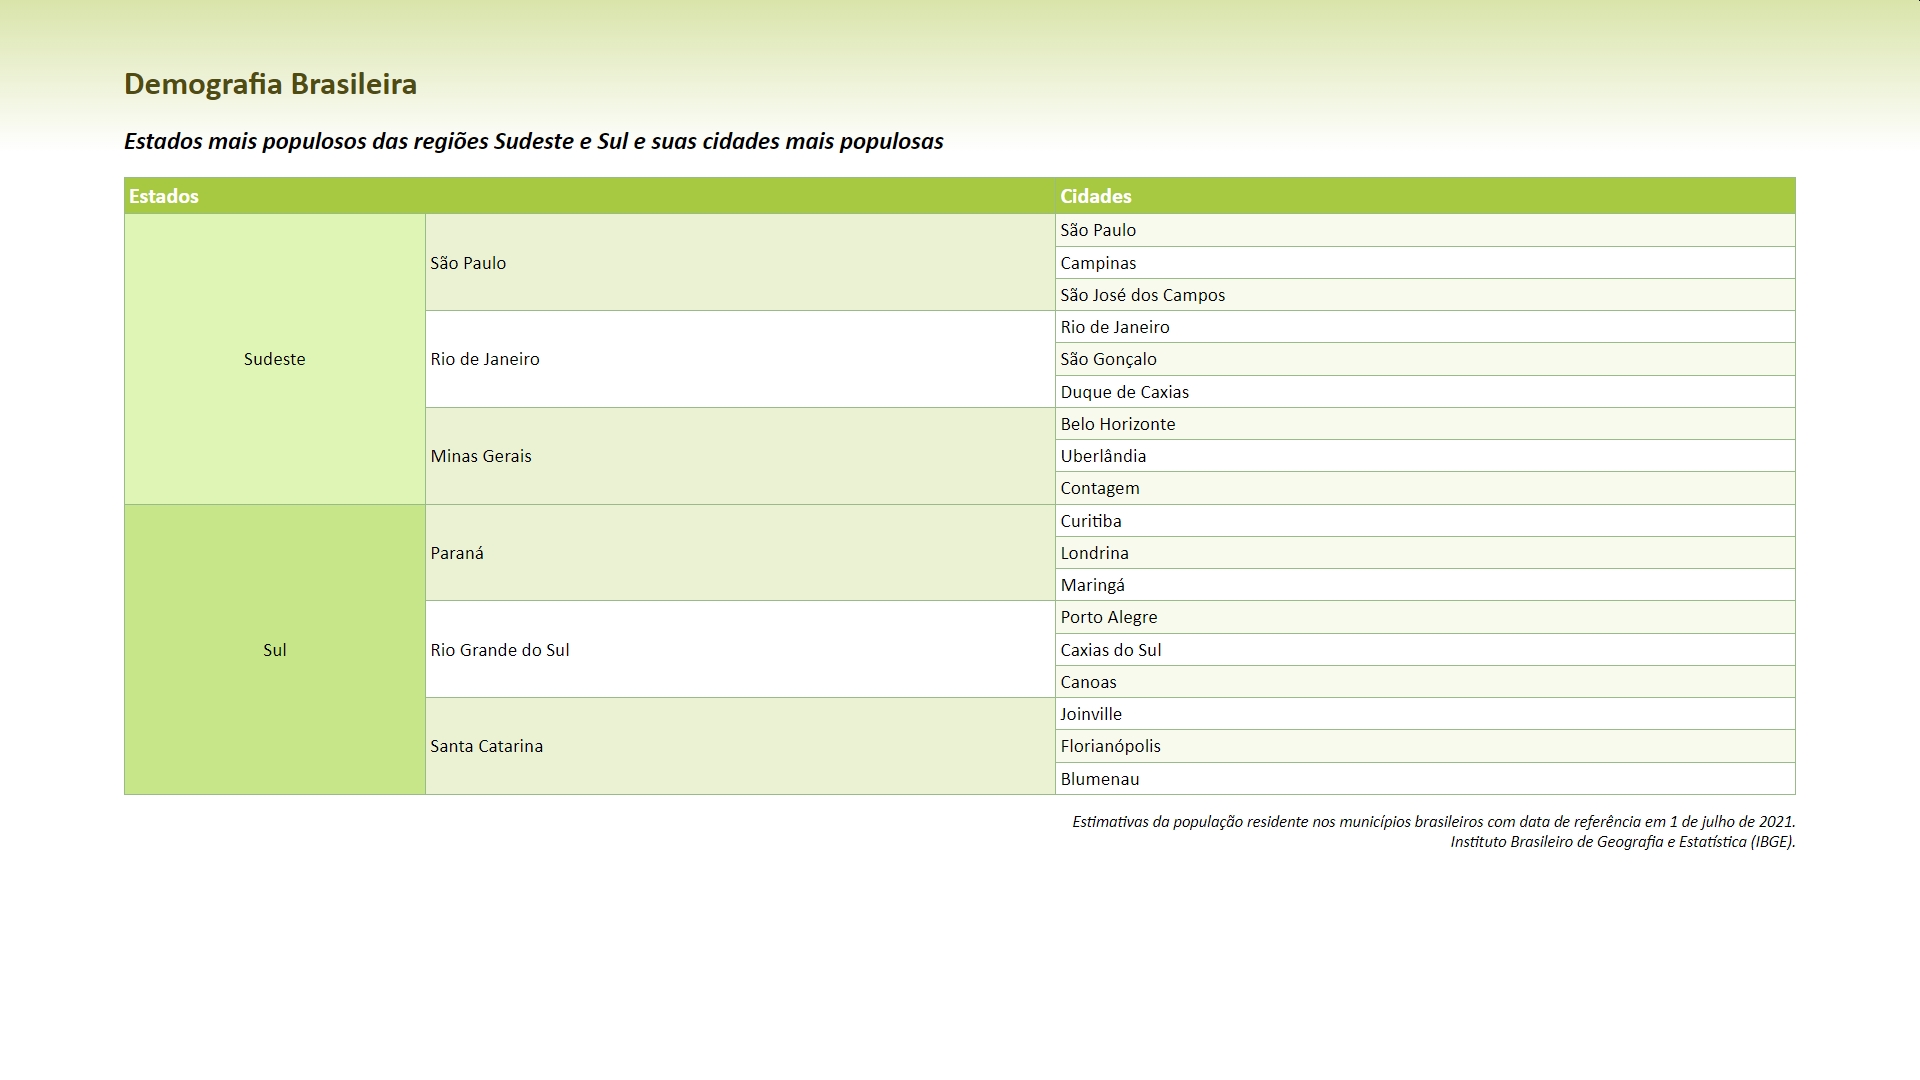 Demografia Brasileira
Estados mais populosos das regiões Sudeste e Sul e suas cidades mais populosas
Estados Cidades
Sudeste
São Paulo
São Paulo
Campinas
São José dos Campos
Rio de Janeiro
Rio de Janeiro
São Gonçalo
Duque de Caxias
Minas Gerais
Belo Horizonte
Uberlândia
Contagem
Sul
Paraná
Curitiba
Londrina
Maringá
Rio Grande do Sul
Porto Alegre
Caxias do Sul
Canoas
Santa Catarina
Joinville
Florianópolis
Blumenau
Estimativas da população residente nos municípios brasileiros com data de referência em 1 de julho de 2021.
Instituto Brasileiro de Geografia e Estatística (IBGE).